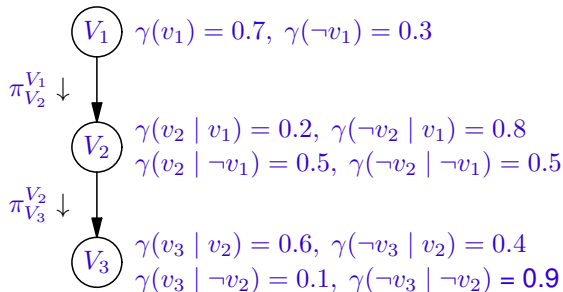 V₁ γ(v₁) = 0.7, γ(¬v₁) = 0.3
π^{V₁}_{V₂} ↓
V₂ γ(v₂ | v₁) = 0.2, γ(¬v₂ | v₁) = 0.8
γ(v₂ | ¬v₁) = 0.5, γ(¬v₂ | ¬v₁) = 0.5
π^{V₂}_{V₃} ↓
V₃ γ(v₃ | v₂) = 0.6, γ(¬v₃ | v₂) = 0.4
γ(v₃ | ¬v₂) = 0.1, γ(¬v₃ | ¬v₂) = 0.9